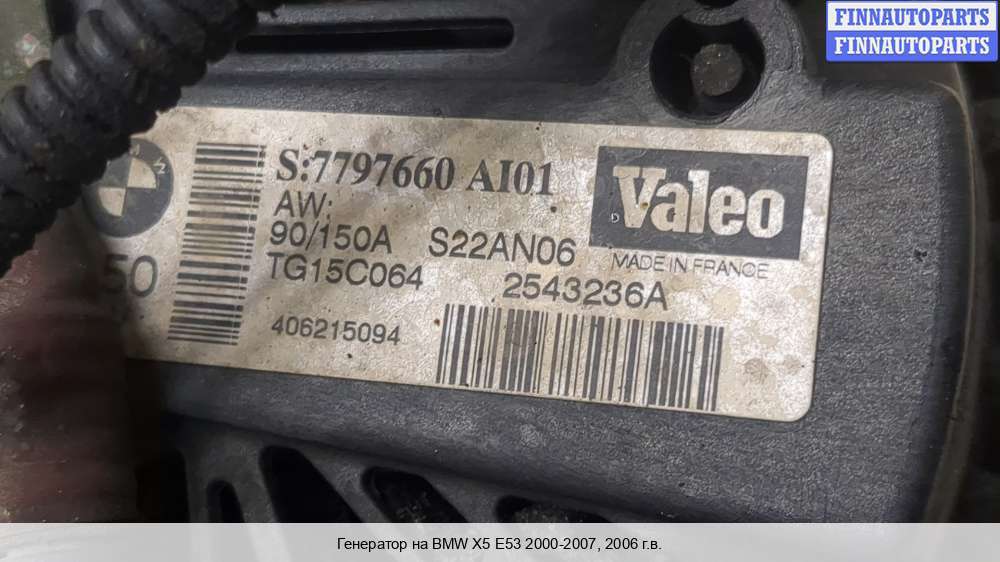 FINNAUTOPARTS
FINNAUTOPARTS
S:7797660 AI01
Valeo
AW:
90/150A S22AN06
MADE IN FRANCE
TG15C064 2543236A
50
406215094
Генератор на BMW X5 E53 2000-2007, 2006 г.в.